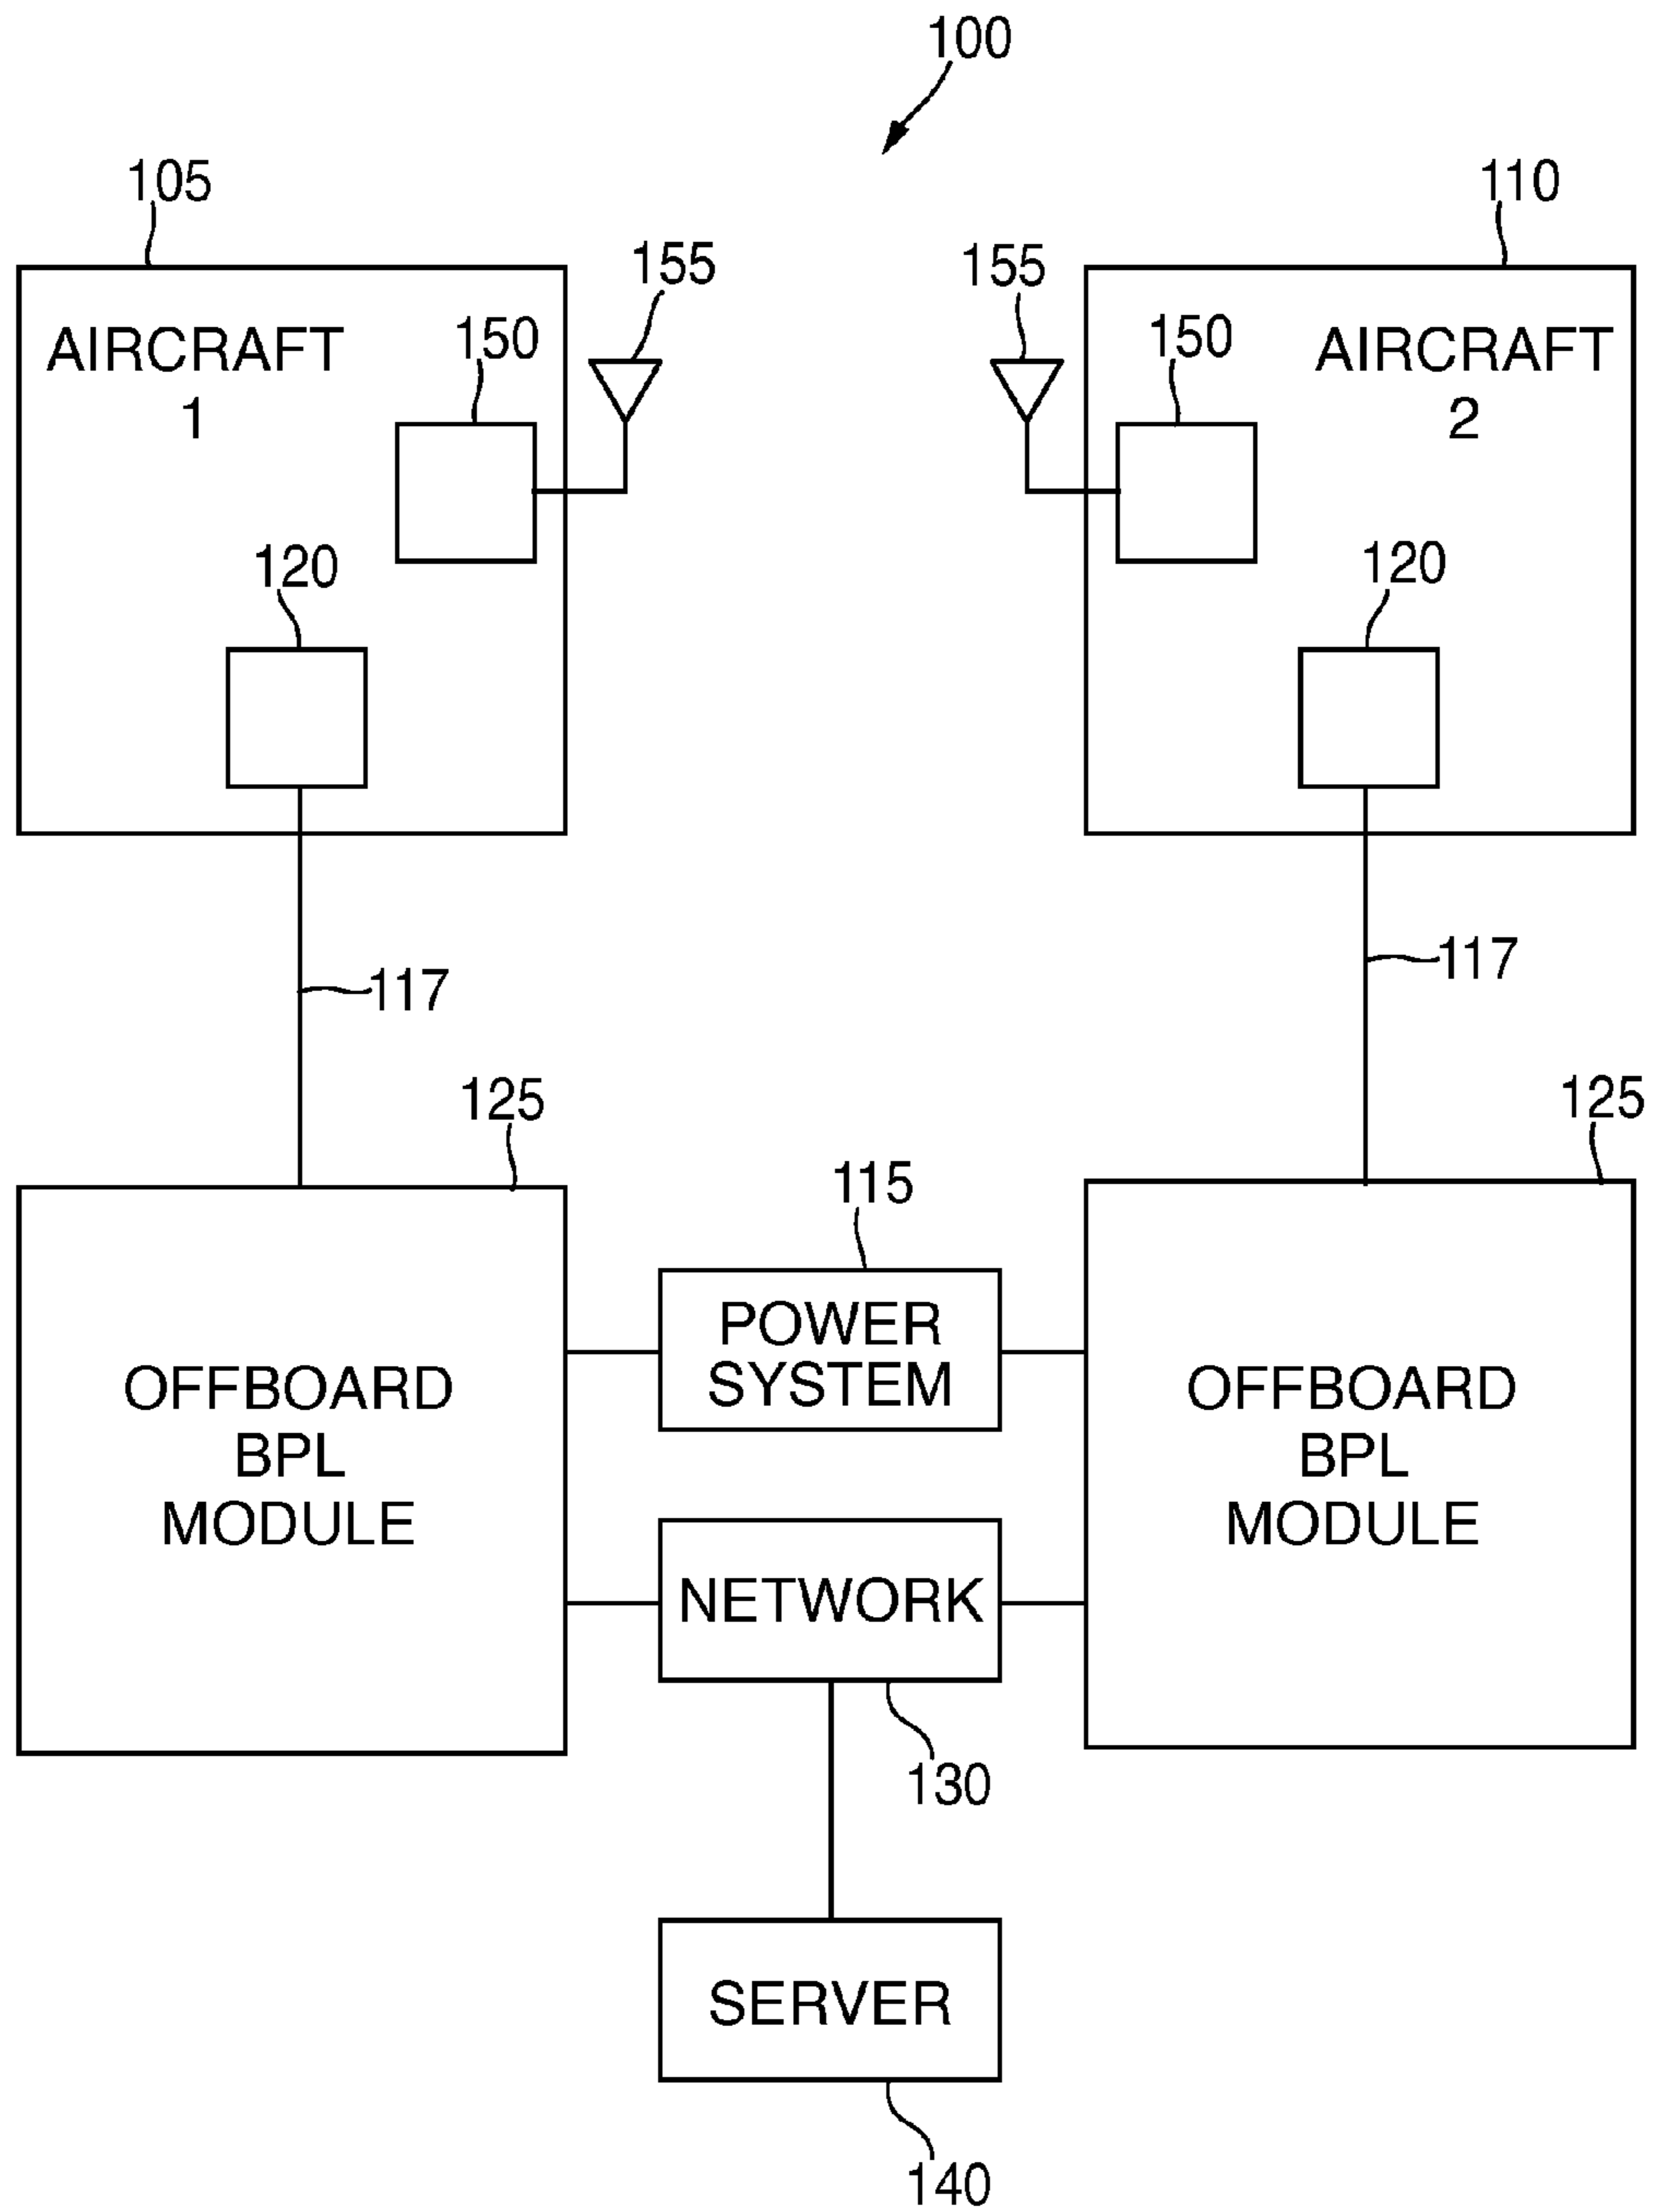 100
105
110
155
155
AIRCRAFT
1
150
150
AIRCRAFT
2
120
120
117
117
125
125
115
POWER
SYSTEM
OFFBOARD
BPL
MODULE
OFFBOARD
BPL
MODULE
NETWORK
130
SERVER
140